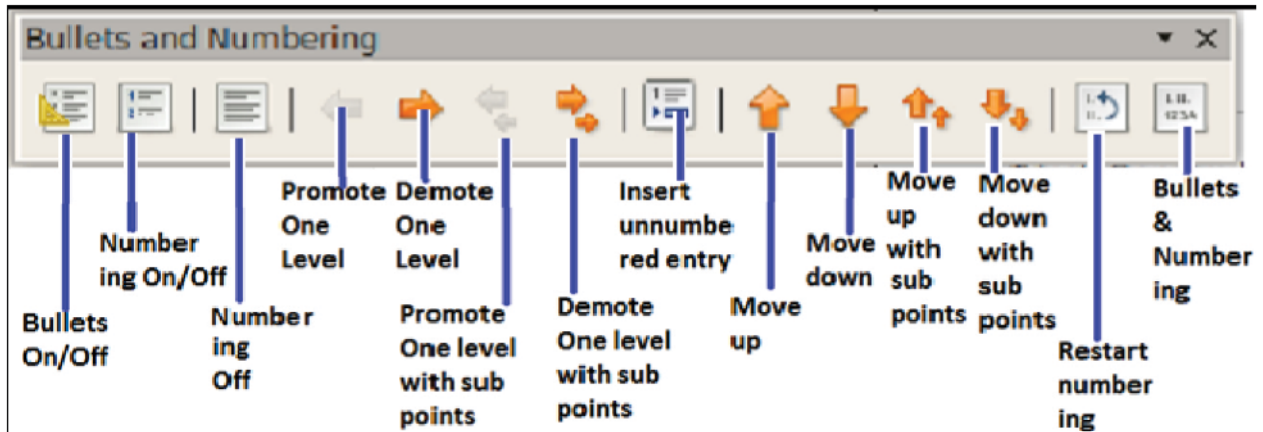 Bullets and Numbering
Bullets
On/Off
Number
ing On/Off
Number
ing
Off
Promote
One
Level
Demote
One
Level
Promote
One level
with sub
points
Demote
One level
with sub
points
Insert
unnumbe
red entry
Move
up
Move
down
Move
up
with
sub
points
Move
down
with
sub
points
Restart
number
ing
Bullets
&
Number
ing